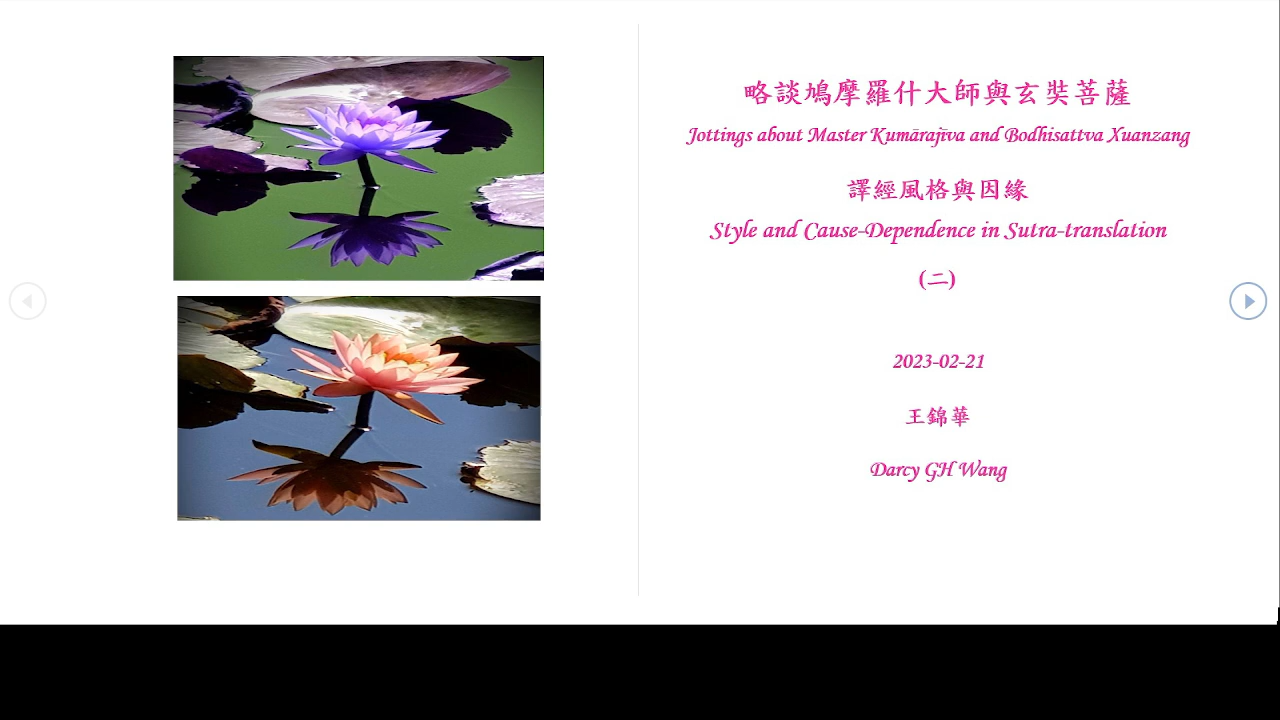 略談鳩摩羅什大師與玄奘菩薩
Jottings about Master Kumārajīva and Bodhisattva Xuanzang
譯經風格與因緣
Style and Cause-Dependence in Sutra-translation
(二)
2023-02-21
王錦華
Darcy GH Wang